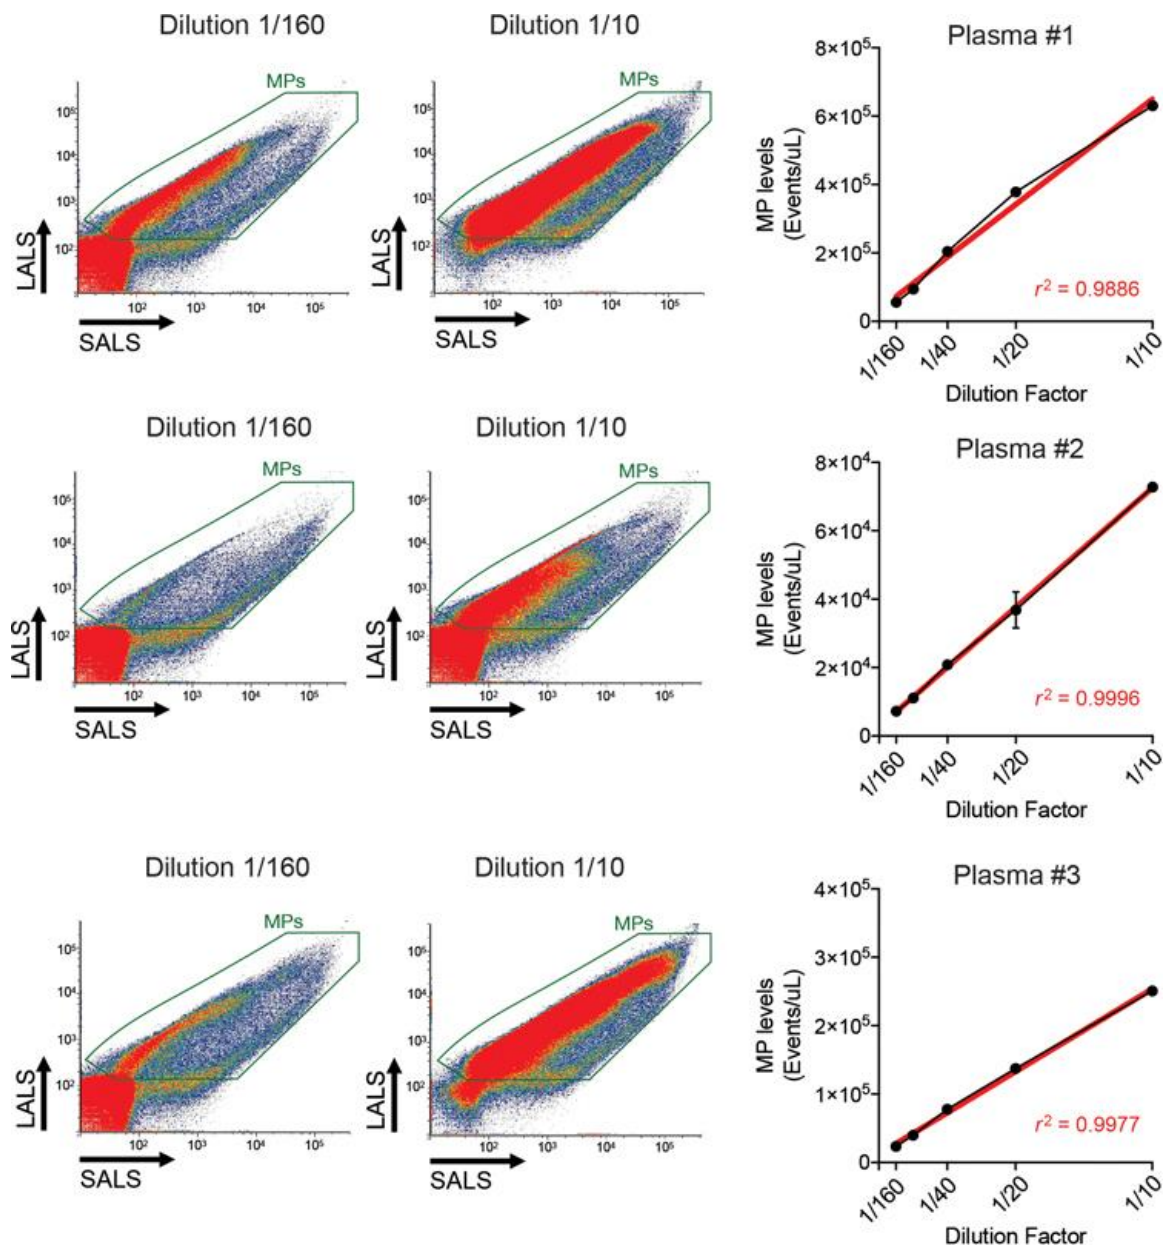 Dilution 1/160
Dilution 1/10
Plasma #1
MPs
MPs
10⁵
10⁴
10³
10²
10² 10³ 10⁴ 10⁵
LALS
SALS
10⁵
10⁴
10³
10²
10² 10³ 10⁴ 10⁵
LALS
SALS
MP levels
(Events/uL)
8×10⁵
6×10⁵
4×10⁵
2×10⁵
0
r² = 0.9886
1/160 1/40 1/20 1/10
Dilution Factor
Dilution 1/160
Dilution 1/10
Plasma #2
MPs
MPs
10⁵
10⁴
10³
10²
10² 10³ 10⁴ 10⁵
LALS
SALS
10⁵
10⁴
10³
10²
10² 10³ 10⁴ 10⁵
LALS
SALS
MP levels
(Events/uL)
8×10⁴
6×10⁴
4×10⁴
2×10⁴
0
r² = 0.9996
1/160 1/40 1/20 1/10
Dilution Factor
Dilution 1/160
Dilution 1/10
Plasma #3
MPs
MPs
10⁵
10⁴
10³
10²
10² 10³ 10⁴ 10⁵
LALS
SALS
10⁵
10⁴
10³
10²
10² 10³ 10⁴ 10⁵
LALS
SALS
MP levels
(Events/uL)
4×10⁵
3×10⁵
2×10⁵
1×10⁵
0
r² = 0.9977
1/160 1/40 1/20 1/10
Dilution Factor